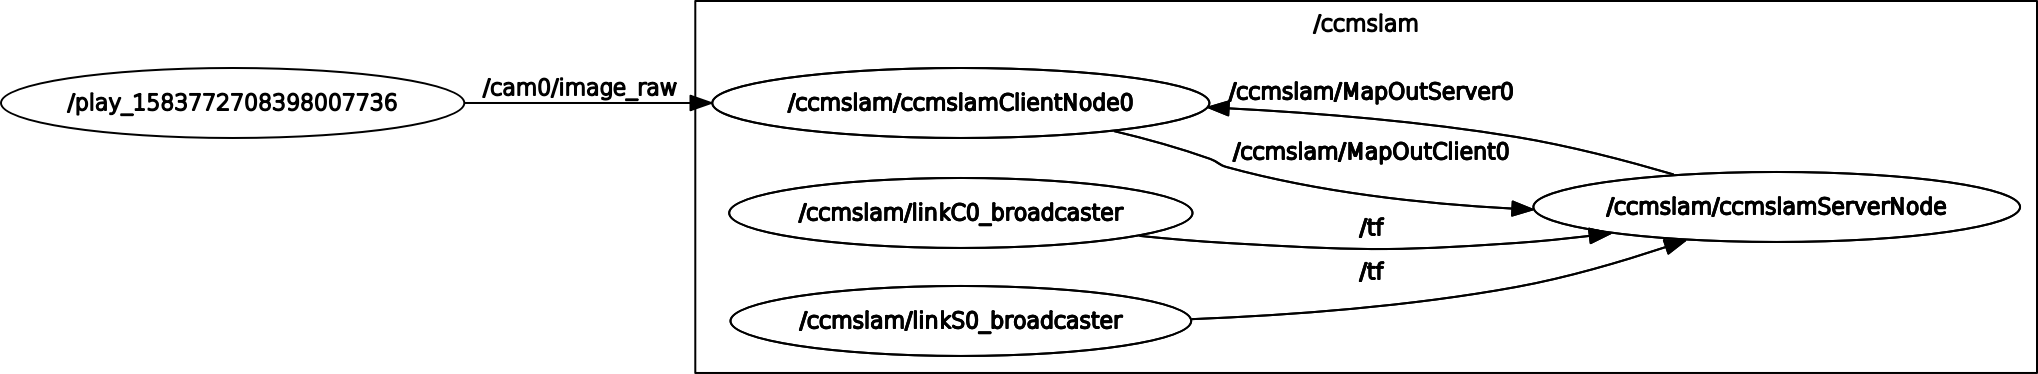 /ccmslam
/play_1583772708398007736
/cam0/image_raw
/ccmslam/ccmslamClientNode0
/ccmslam/MapOutServer0
/ccmslam/MapOutClient0
/ccmslam/linkC0_broadcaster
/tf
/ccmslam/ccmslamServerNode
/tf
/ccmslam/linkS0_broadcaster